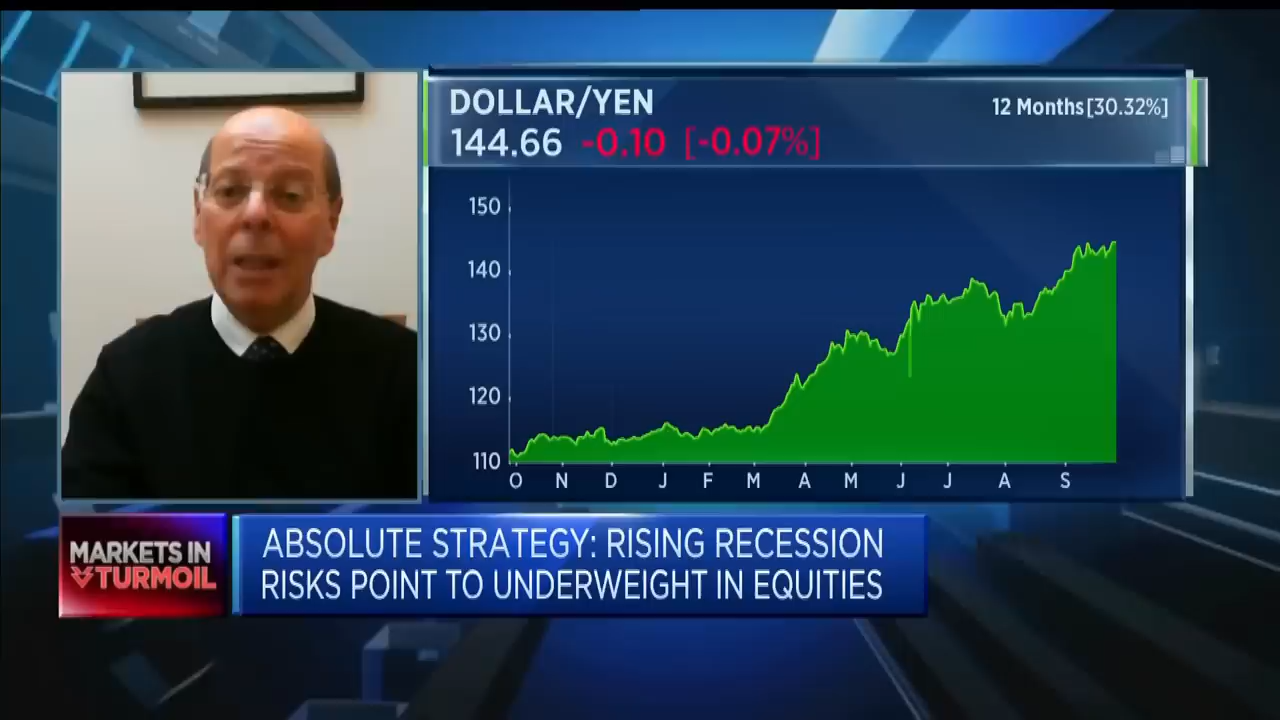 DOLLAR/YEN
12 Months[30.32%]
144.66 -0.10 [-0.07%]
150
140
130
120
110
O N D J F M A M J J A S
MARKETS IN
TURMOIL
ABSOLUTE STRATEGY: RISING RECESSION
RISKS POINT TO UNDERWEIGHT IN EQUITIES